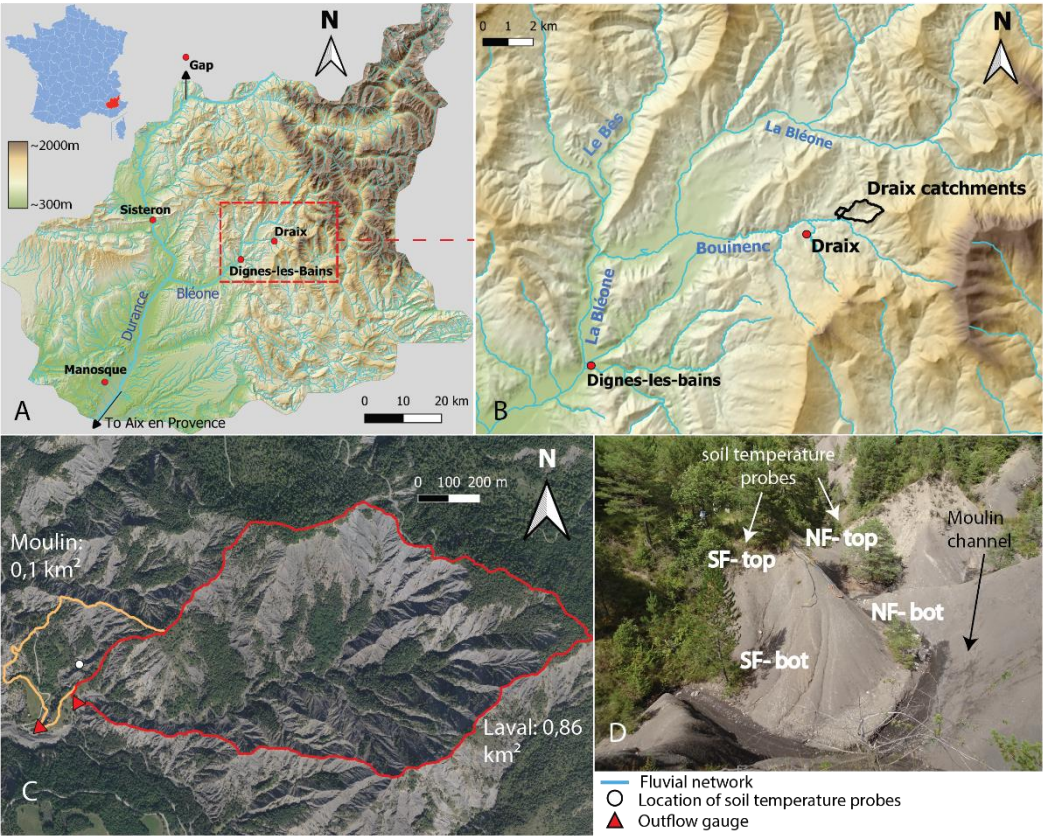 N
Gap
~2000m
~300m
Sisteron
Draix
Dignes-les-Bains
Bléone
Durance
Manosque
0 10 20 km
A
To Aix en Provence
0 1 2 km
N
Le Bès
La Bléone
Draix catchments
Bouinenc
Draix
La Bléone
Dignes-les-bains
B
N
0 100 200 m
Moulin:
0,1 km²
Laval: 0,86
km²
C
soil temperature
probes
NF-top
SF-top
Moulin
channel
NF-bot
SF-bot
D
Fluvial network
Location of soil temperature probes
Outflow gauge